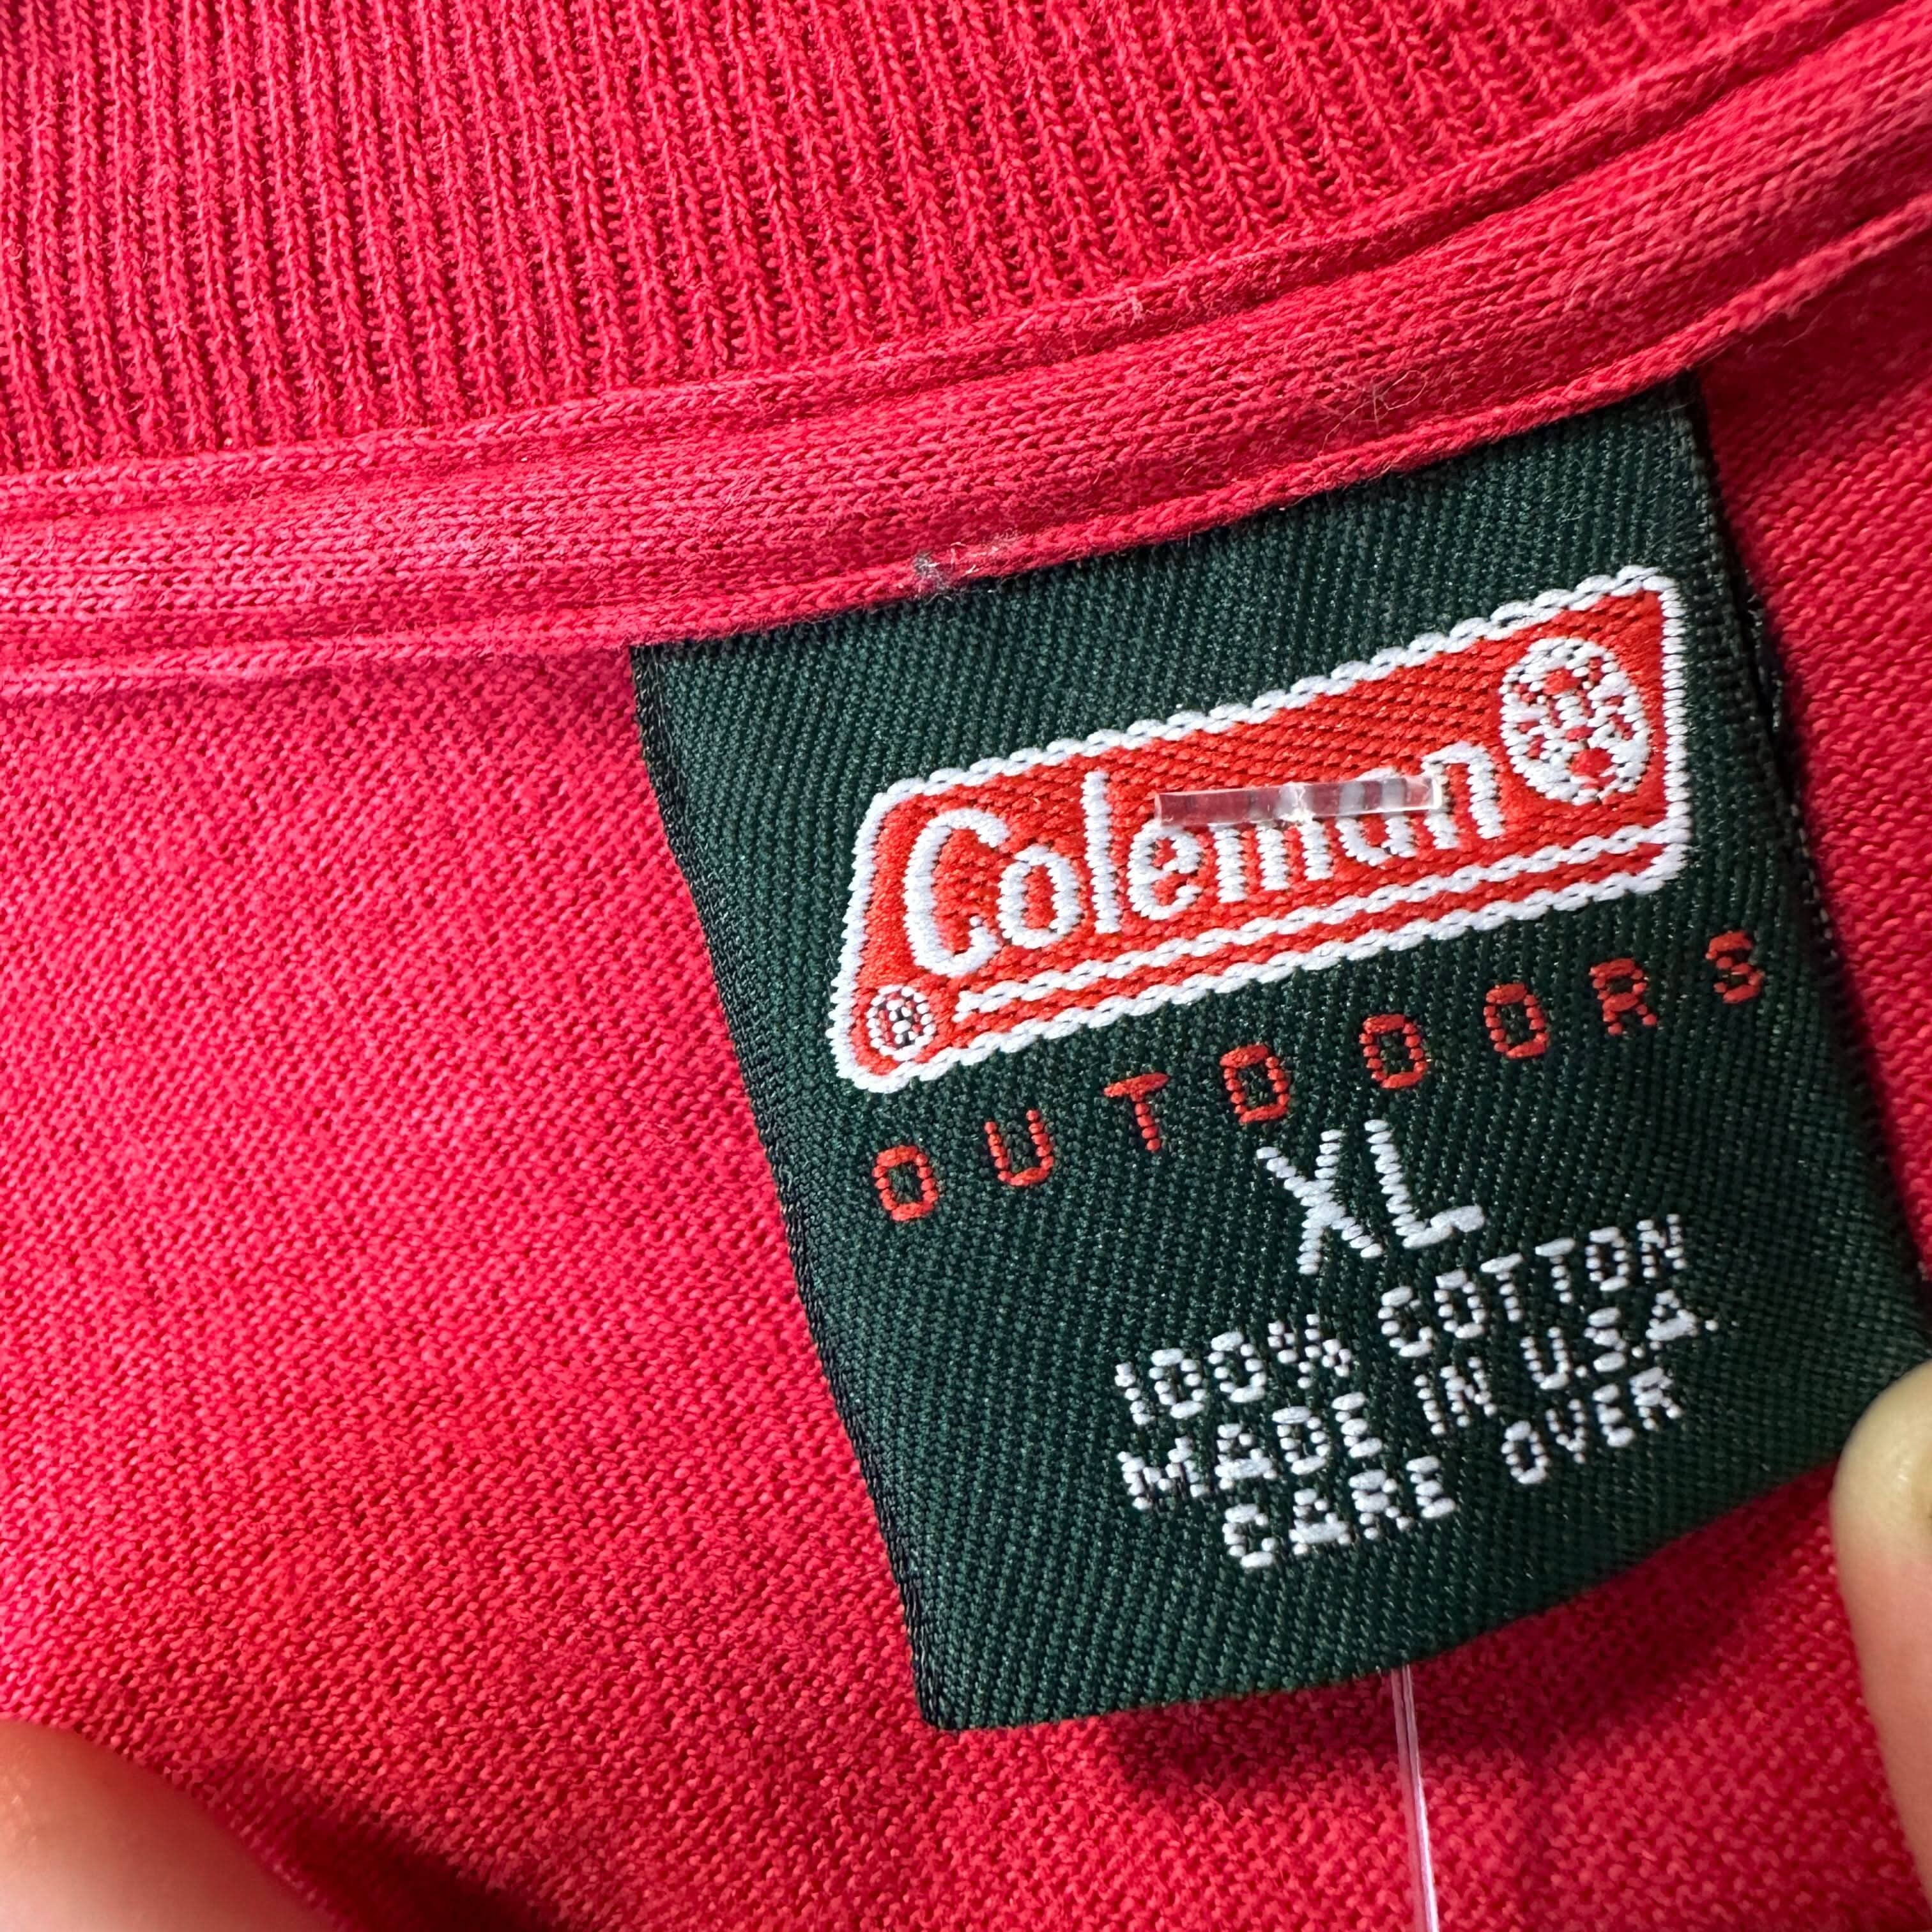 Coleman
®
OUTDOORS
XL
100% COTTON
MADE IN U.S.A.
CARE OVER